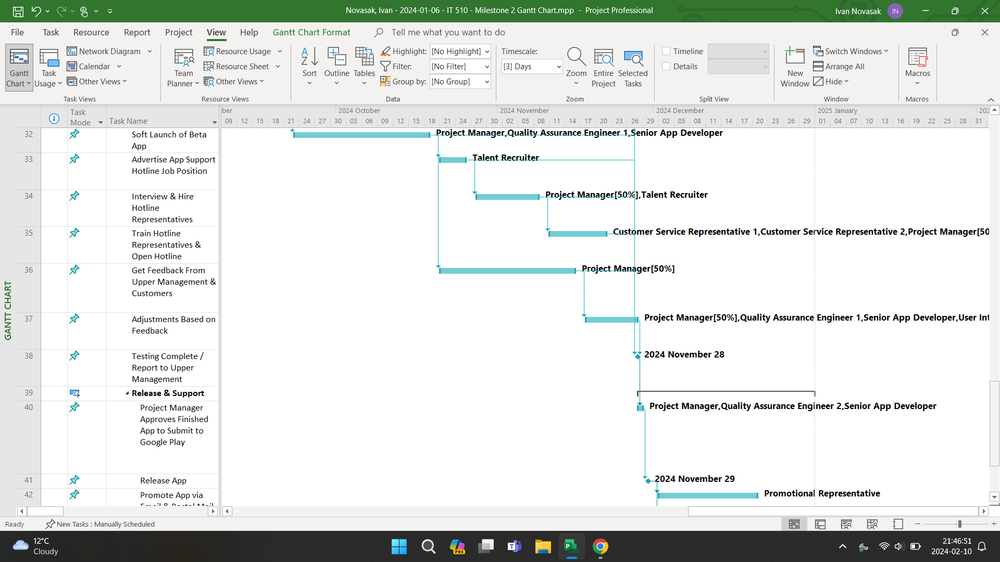 Novasak, Ivan - 2024-01-06 - IT 510 - Milestone 2 Gantt Chart.mpp - Project Professional
Ivan Novasak IN
File Task Resource Report Project View Help Gantt Chart Format Tell me what you want to do
Gantt Chart
Task Usage
Network Diagram
Calendar
Other Views
Task Views
Team Planner
Resource Usage
Resource Sheet
Other Views
Resource Views
Sort
Outline
Tables
Highlight: [No Highlight]
Filter: [No Filter]
Group by: [No Group]
Data
Timescale:
[3] Days
Zoom
Entire Project
Selected Tasks
Zoom
Timeline
Details
Split View
New Window
Switch Windows
Arrange All
Hide
Window
Macros
Macros
Task Mode
Task Name
ber 2024 October 2024 November 2024 December 2025 January 202
09 12 15 18 21 24 27 30 03 06 09 12 15 18 21 24 27 30 02 05 08 11 14 17 20 23 26 29 02 05 08 11 14 17 20 23 26 29 01 04 07 10 13 16 19 22 25 28 31
GANTT CHART
32 Soft Launch of Beta
App
Project Manager,Quality Assurance Engineer 1,Senior App Developer
33 Advertise App Support
Hotline Job Position
Talent Recruiter
34 Interview & Hire
Hotline
Representatives
Project Manager[50%],Talent Recruiter
35 Train Hotline
Representatives &
Open Hotline
Customer Service Representative 1,Customer Service Representative 2,Project Manager[50
36 Get Feedback From
Upper Management &
Customers
Project Manager[50%]
37 Adjustments Based on
Feedback
Project Manager[50%],Quality Assurance Engineer 1,Senior App Developer,User Int
38 Testing Complete /
Report to Upper
Management
2024 November 28
39 Release & Support
40 Project Manager
Approves Finished
App to Submit to
Google Play
Project Manager,Quality Assurance Engineer 2,Senior App Developer
41 Release App
2024 November 29
42 Promote App via
Email & Postal Mail
Promotional Representative
Ready New Tasks : Manually Scheduled
12°C
Cloudy
PRE
21:46:51
2024-02-10